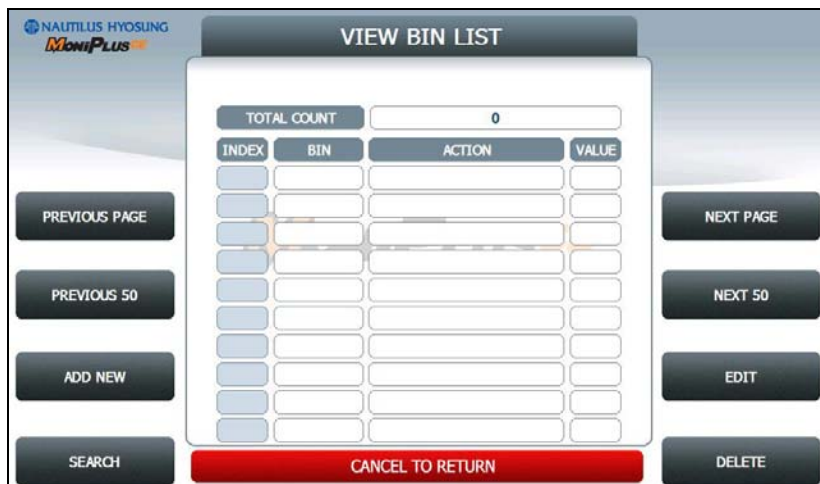 NAUTILUS HYOSUNG
MoniPlusCE
VIEW BIN LIST
TOTAL COUNT 0
INDEX BIN ACTION VALUE
PREVIOUS PAGE
NEXT PAGE
PREVIOUS 50
NEXT 50
ADD NEW
EDIT
SEARCH
CANCEL TO RETURN
DELETE